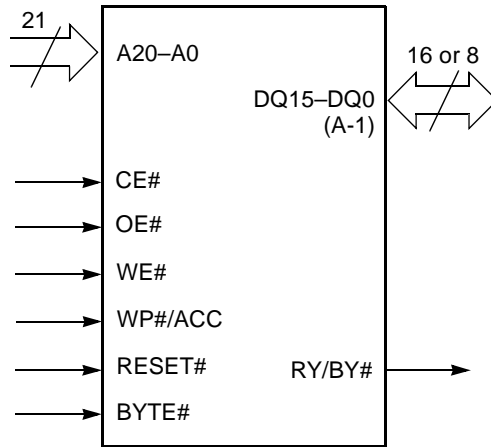 21
A20–A0
16 or 8
DQ15–DQ0
(A-1)
CE#
OE#
WE#
WP#/ACC
RESET#
RY/BY#
BYTE#